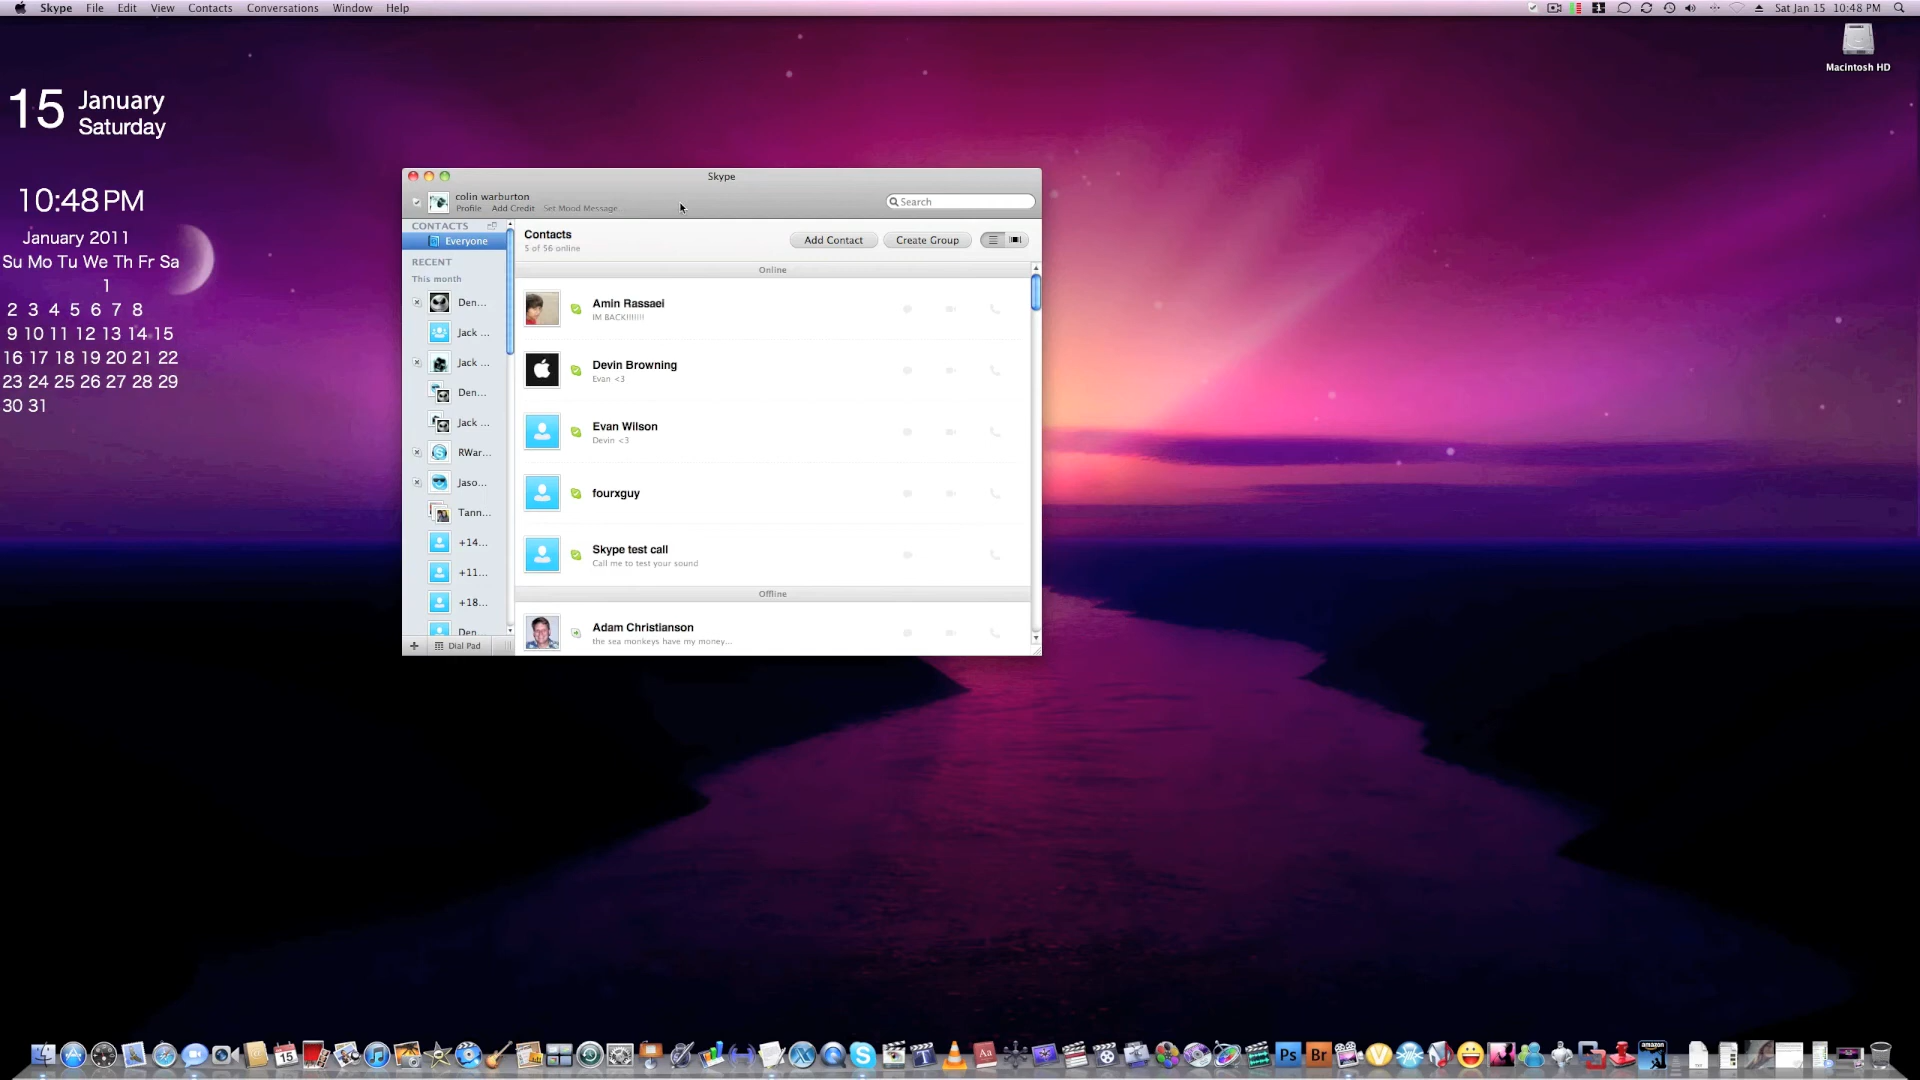 Skype File Edit View Contacts Conversations Window Help
Sat Jan 15 10:48 PM
Macintosh HD
15 January
Saturday
10:48 PM
January 2011
Su Mo Tu We Th Fr Sa
1
2 3 4 5 6 7 8
9 10 11 12 13 14 15
16 17 18 19 20 21 22
23 24 25 26 27 28 29
30 31
Skype
colin warburton
Profile Add Credit Set Mood Message
Search
CONTACTS
Everyone
RECENT
This month
Den...
Jack ...
Jack ...
Den...
Jack ...
RWar...
Jaso...
Tann...
+14...
+11...
+18...
Den...
Dial Pad
Contacts
5 of 56 online
Add Contact
Create Group
Online
Amin Rassaei
IM BACK!!!!!!!
Devin Browning
Evan <3
Evan Wilson
Devin <3
fourxguy
Skype test call
Call me to test your sound
Offline
Adam Christianson
the sea monkeys have my money...
15
Aa
Ps
Br
amazon